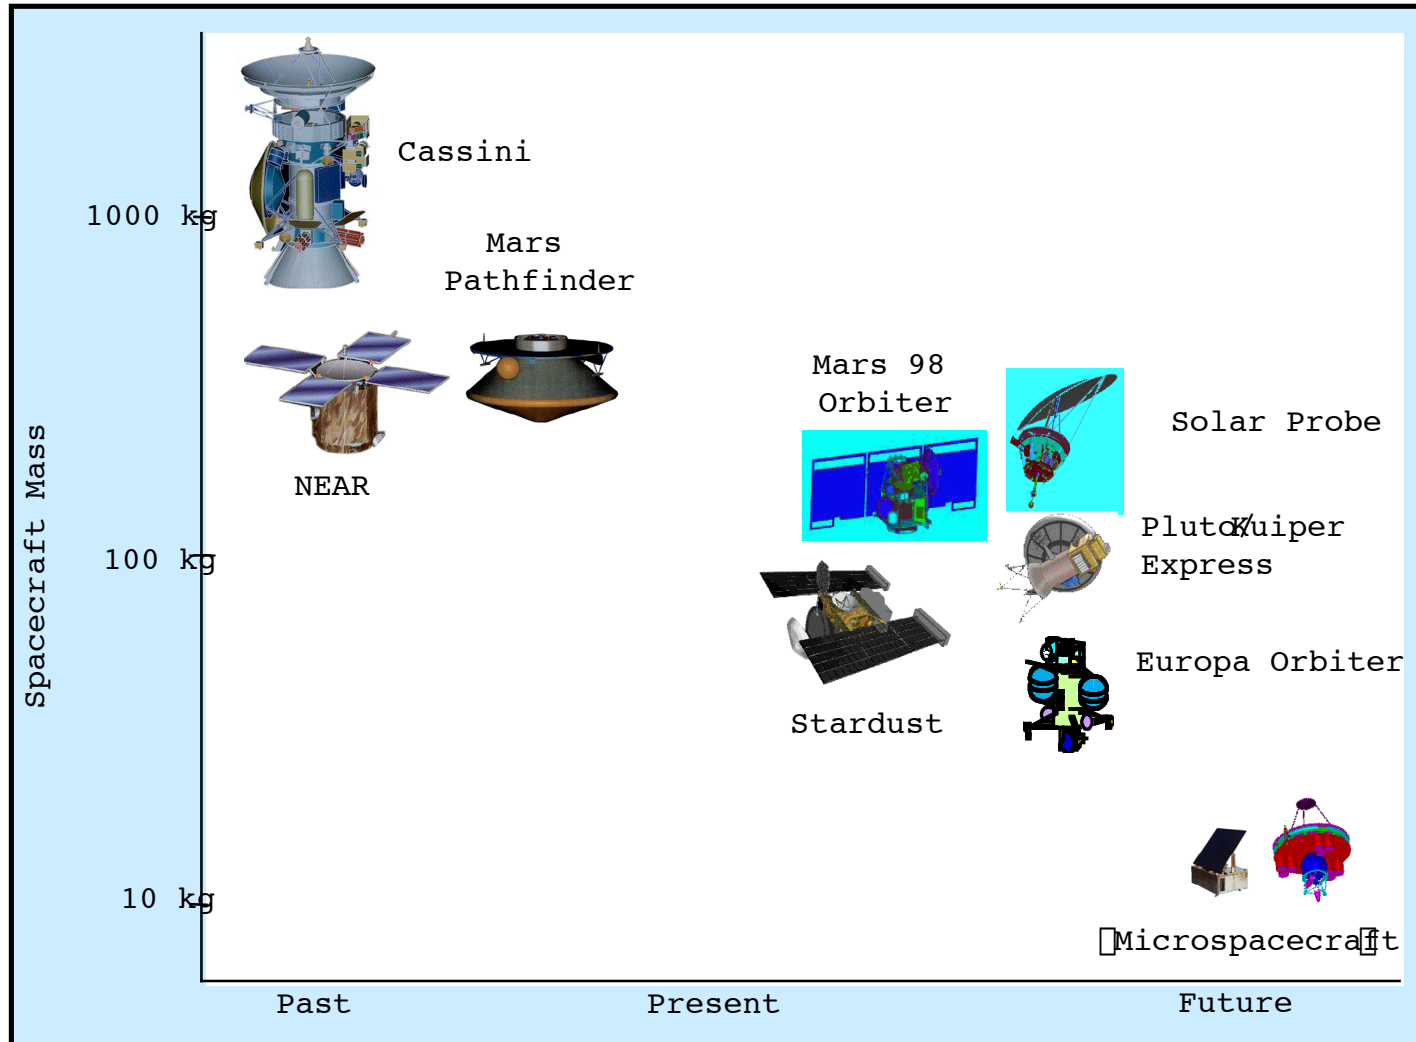 Cassini
1000 kg
Mars
Pathfinder
Mars 98
Orbiter
Solar Probe
Spacecraft Mass
NEAR
Pluto/Kuiper
Express
100 kg
Europa Orbiter
Stardust
10 kg
Microspacecraft
Past
Present
Future